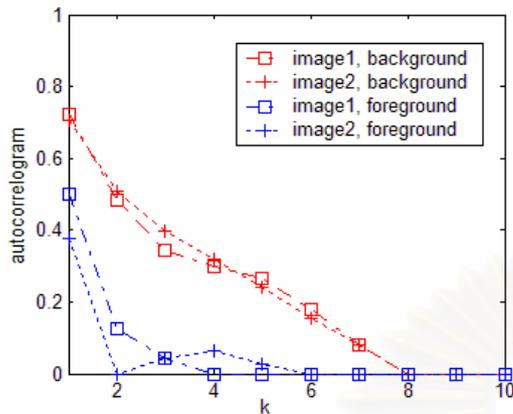 1
0.8
0.6
0.4
0.2
0
autocorrelogram
image1, background
image2, background
image1, foreground
image2, foreground
2 4 6 8 10
k